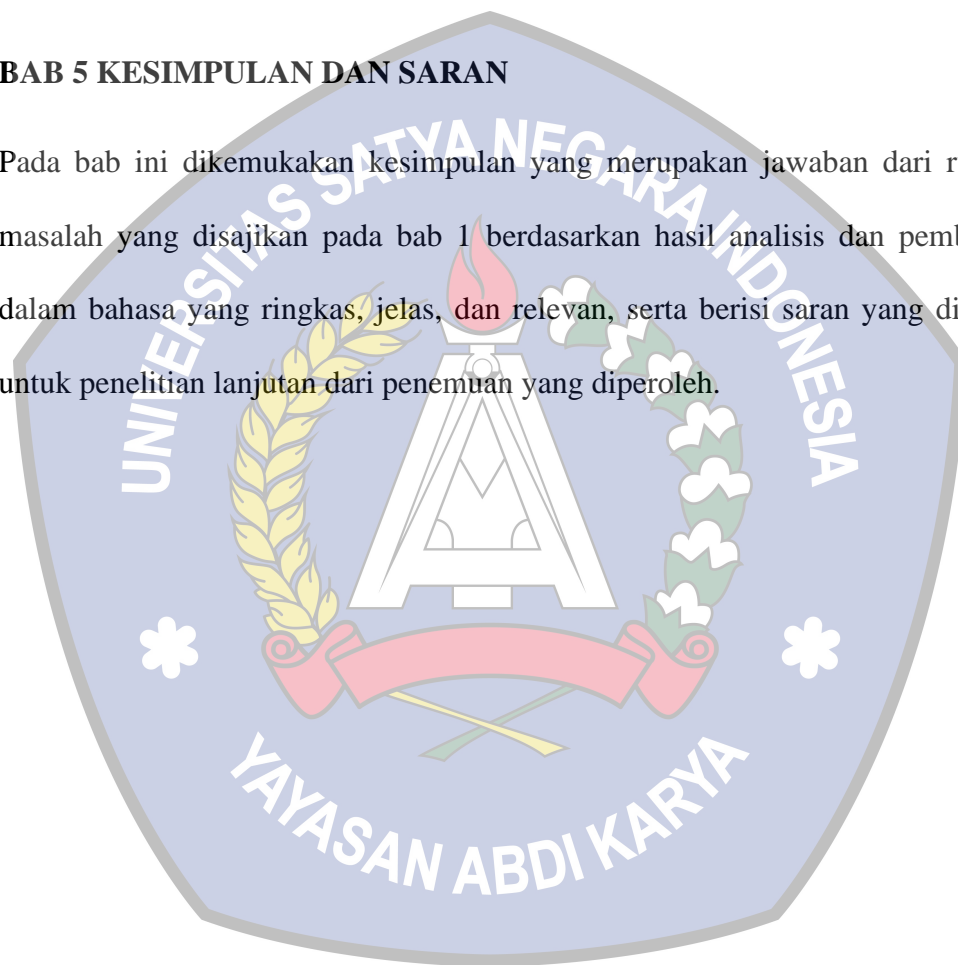 BAB 5 KESIMPULAN DAN SARAN
Pada bab ini dikemukakan kesimpulan yang merupakan jawaban dari r
masalah yang disajikan pada bab 1 berdasarkan hasil analisis dan pemb
dalam bahasa yang ringkas, jelas, dan relevan, serta berisi saran yang di
untuk penelitian lanjutan dari penemuan yang diperoleh.
UNIVERSITAS SATYA NEGARA INDONESIA
YAYASAN ABDI KARYA